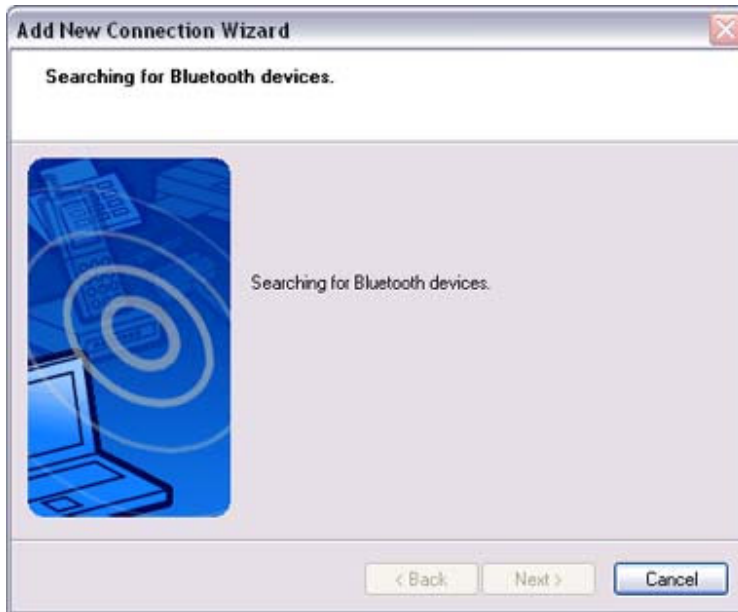 Add New Connection Wizard
Searching for Bluetooth devices.
Searching for Bluetooth devices.
< Back Next > Cancel